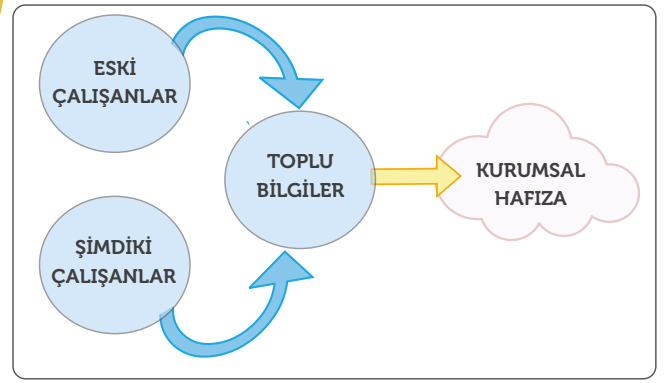 ESKİ
ÇALIŞANLAR
TOPLU
BİLGİLER
KURUMSAL
HAFIZA
ŞİMDİKİ
ÇALIŞANLAR